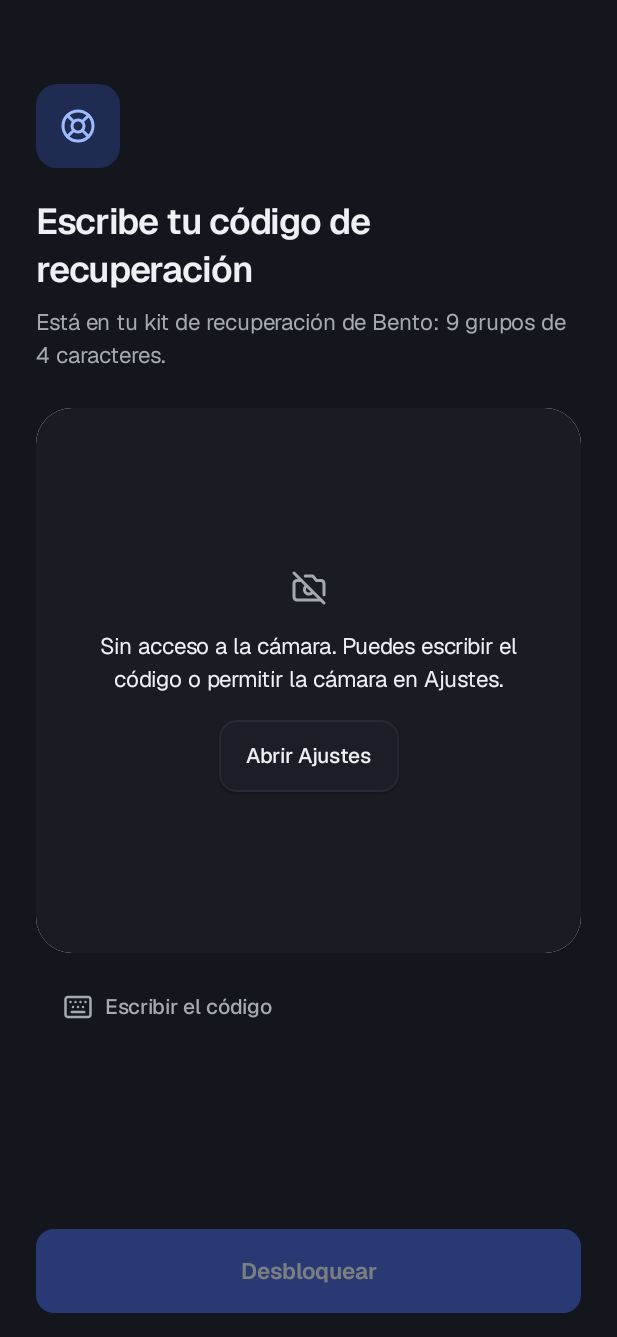 Escribe tu código de
recuperación
Está en tu kit de recuperación de Bento: 9 grupos de
4 caracteres.
Sin acceso a la cámara. Puedes escribir el
código o permitir la cámara en Ajustes.
Abrir Ajustes
Escribir el código
Desbloquear